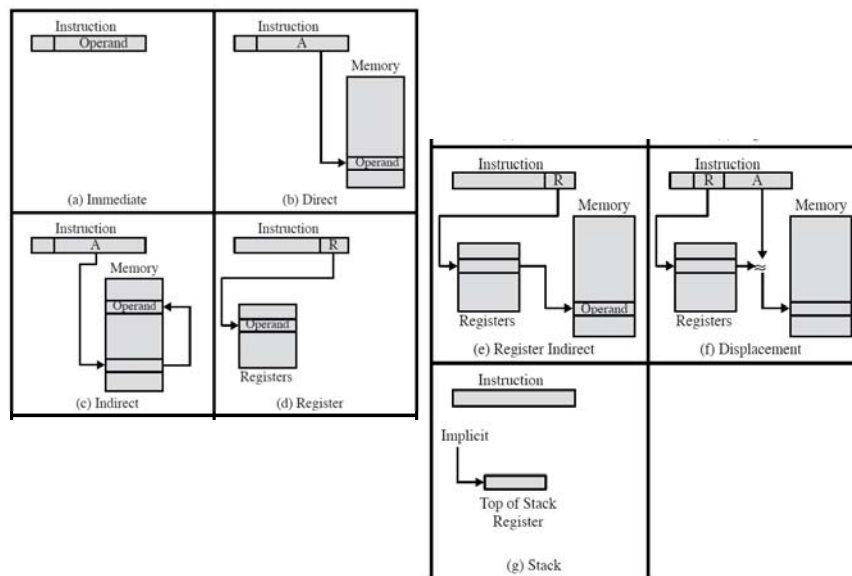 Instruction
Operand
(a) Immediate
Instruction
A
Memory
Operand
(b) Direct
Instruction
A
Memory
Operand
(c) Indirect
Instruction
R
Operand
Registers
(d) Register
Instruction
R
Memory
Operand
Registers
(e) Register Indirect
Instruction
R A
Memory
Registers
(f) Displacement
Instruction
Implicit
Top of Stack
Register
(g) Stack